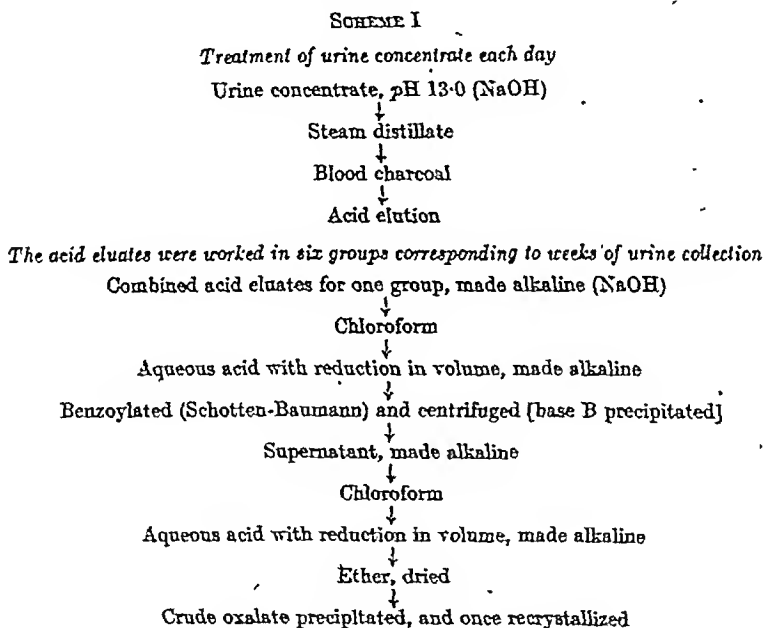 SCHEME I
Treatment of urine concentrate each day
Urine concentrate, pH 13·0 (NaOH)
↓
Steam distillate
↓
Blood charcoal
↓
Acid elution
The acid eluates were worked in six groups corresponding to weeks of urine collection
Combined acid eluates for one group, made alkaline (NaOH)
↓
Chloroform
↓
Aqueous acid with reduction in volume, made alkaline
↓
Benzoylated (Schotten-Baumann) and centrifuged [base B precipitated]
↓
Supernatant, made alkaline
↓
Chloroform
↓
Aqueous acid with reduction in volume, made alkaline
↓
Ether, dried
↓
Crude oxalate precipitated, and once recrystallized